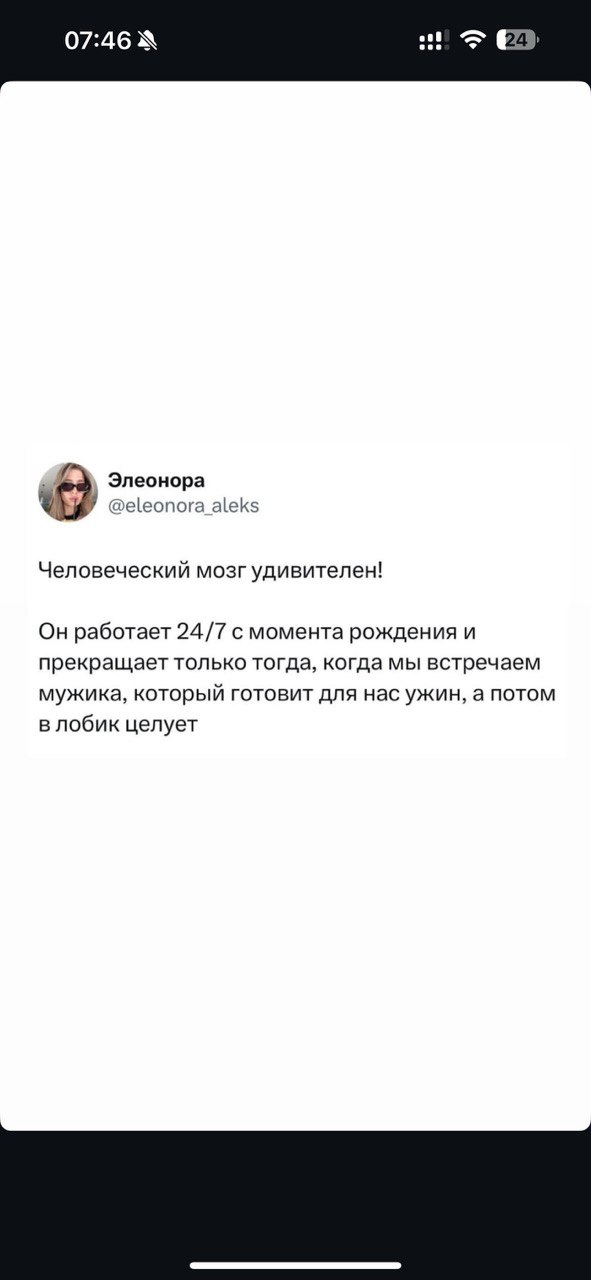 07:46
24
Элеонора
@eleonora_aleks
Человеческий мозг удивителен!
Он работает 24/7 с момента рождения и
прекращает только тогда, когда мы встречаем
мужика, который готовит для нас ужин, а потом
в лобик целует